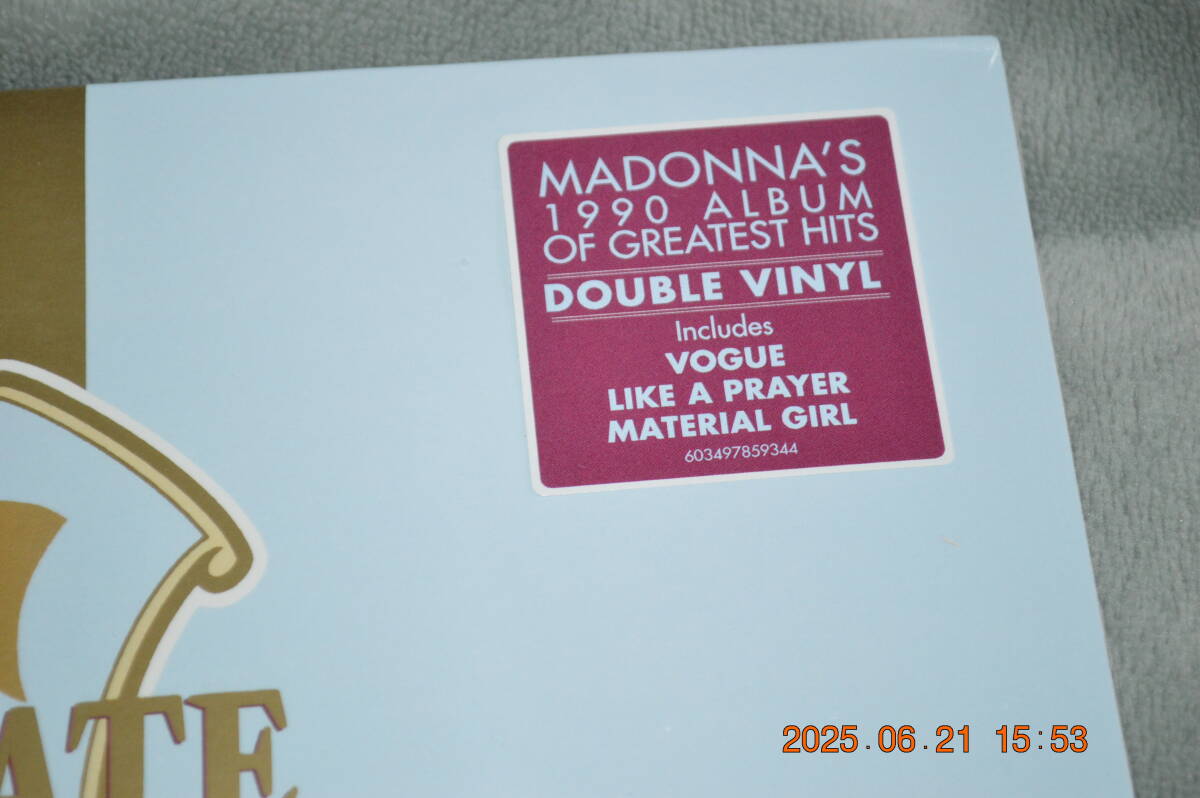 MADONNA'S
1990 ALBUM
OF GREATEST HITS
DOUBLE VINYL
Includes
VOGUE
LIKE A PRAYER
MATERIAL GIRL
603497859344
ATE
2025.06.21 15:53